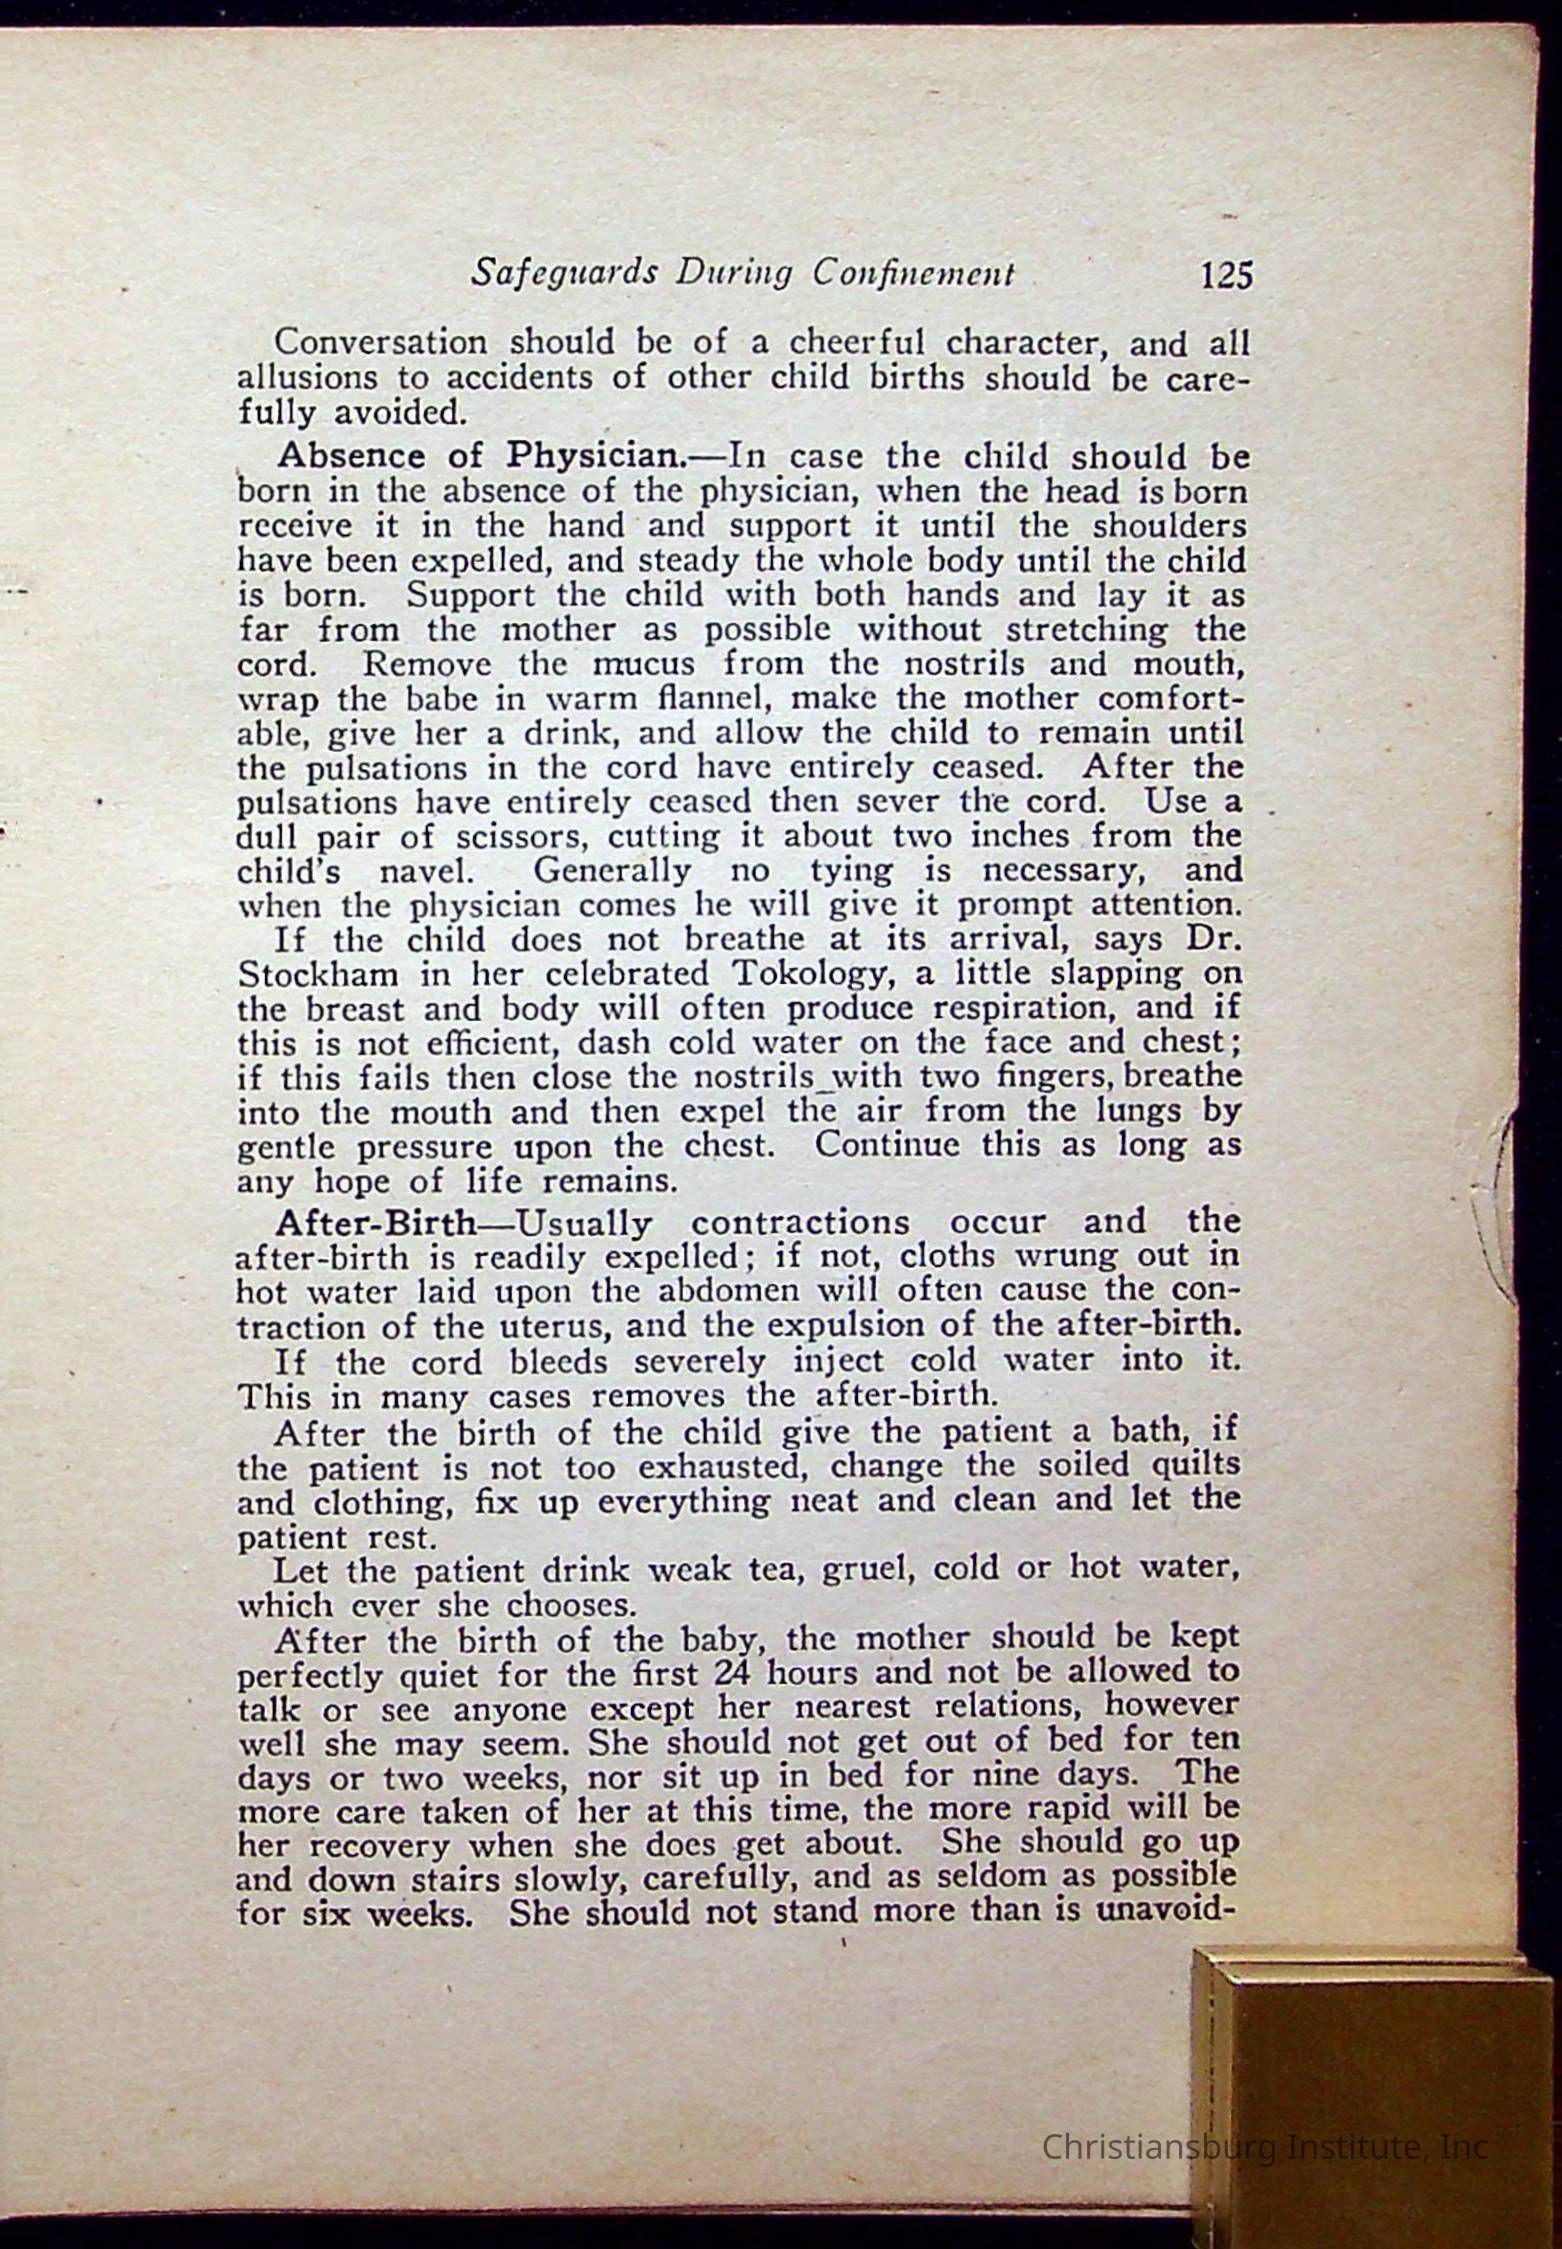 Safeguards During Confinement 125
Conversation should be of a cheerful character, and all
allusions to accidents of other child births should be care-
fully avoided.
Absence of Physician.—In case the child should be
born in the absence of the physician, when the head is born
receive it in the hand and support it until the shoulders
have been expelled, and steady the whole body until the child
is born. Support the child with both hands and lay it as
far from the mother as possible without stretching the
cord. Remove the mucus from the nostrils and mouth,
wrap the babe in warm flannel, make the mother comfort-
able, give her a drink, and allow the child to remain until
the pulsations in the cord have entirely ceased. After the
pulsations have entirely ceased then sever the cord. Use a
dull pair of scissors, cutting it about two inches from the
child's navel. Generally no tying is necessary, and
when the physician comes he will give it prompt attention.
If the child does not breathe at its arrival, says Dr.
Stockham in her celebrated Tokology, a little slapping on
the breast and body will often produce respiration, and if
this is not efficient, dash cold water on the face and chest;
if this fails then close the nostrils with two fingers, breathe
into the mouth and then expel the air from the lungs by
gentle pressure upon the chest. Continue this as long as
any hope of life remains.
After-Birth—Usually contractions occur and the
after-birth is readily expelled; if not, cloths wrung out in
hot water laid upon the abdomen will often cause the con-
traction of the uterus, and the expulsion of the after-birth.
If the cord bleeds severely inject cold water into it.
This in many cases removes the after-birth.
After the birth of the child give the patient a bath, if
the patient is not too exhausted, change the soiled quilts
and clothing, fix up everything neat and clean and let the
patient rest.
Let the patient drink weak tea, gruel, cold or hot water,
which ever she chooses.
After the birth of the baby, the mother should be kept
perfectly quiet for the first 24 hours and not be allowed to
talk or see anyone except her nearest relations, however
well she may seem. She should not get out of bed for ten
days or two weeks, nor sit up in bed for nine days. The
more care taken of her at this time, the more rapid will be
her recovery when she does get about. She should go up
and down stairs slowly, carefully, and as seldom as possible
for six weeks. She should not stand more than is unavoid-
Christiansburg Institute, Inc